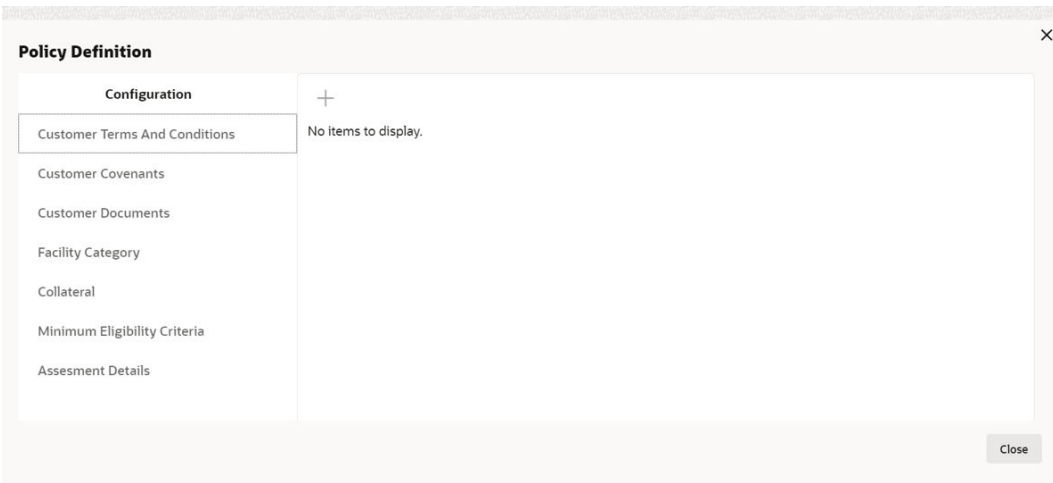 Policy Definition
Configuration
Customer Terms And Conditions
No items to display.
Customer Covenants
Customer Documents
Facility Category
Collateral
Minimum Eligibility Criteria
Assesment Details
Close